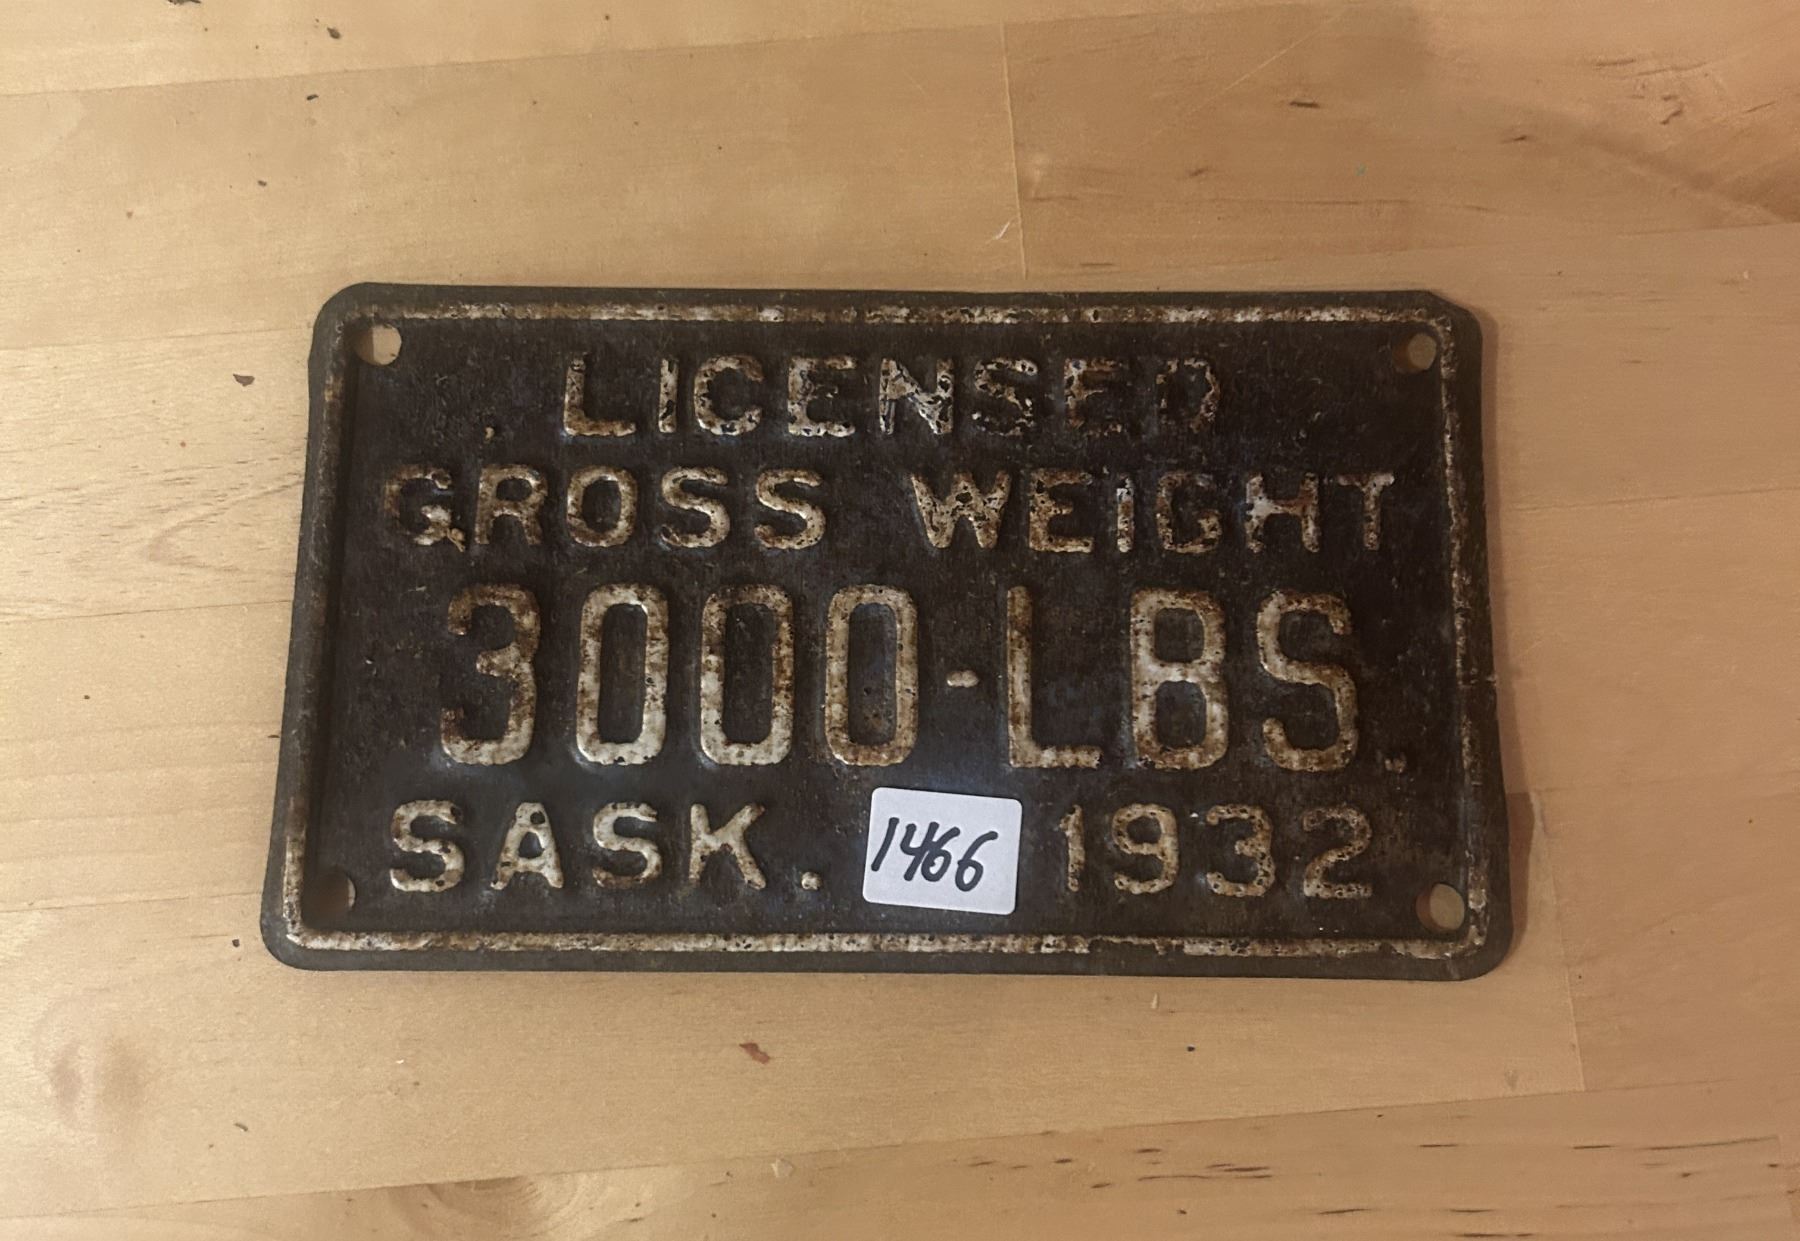 LICENSED
GROSS WEIGHT
3000-LBS.
SASK. 1466 1932